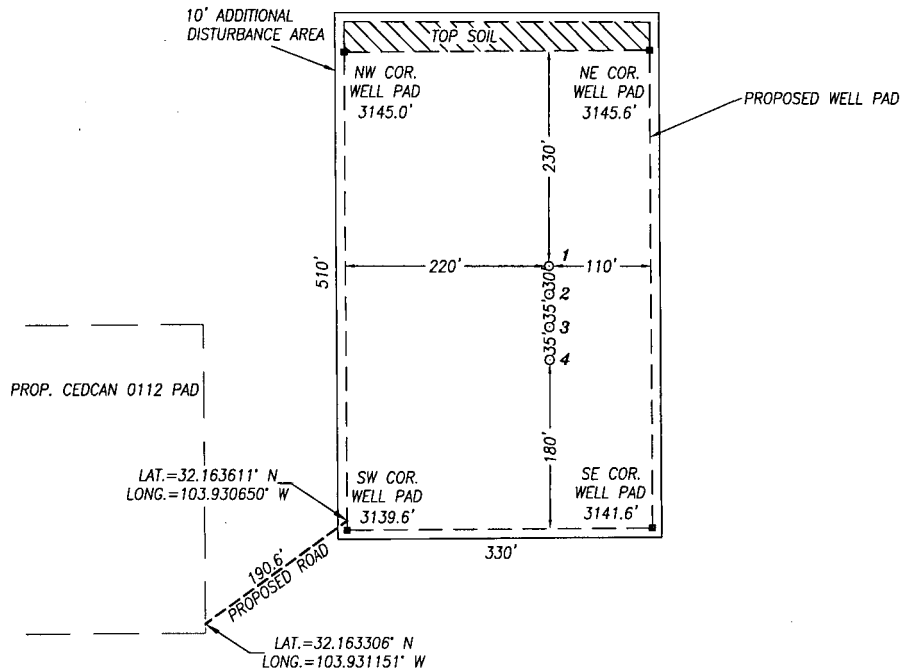 10' ADDITIONAL
DISTURBANCE AREA
TOP SOIL
NW COR.
WELL PAD
3145.0'
NE COR.
WELL PAD
3145.6'
PROPOSED WELL PAD
230'
510'
220'
1
110'
30'
2
35'
3
35'
4
PROP. CEDCAN 0112 PAD
180'
LAT.=32.163611° N
LONG.=103.930650° W
SW COR.
WELL PAD
3139.6'
SE COR.
WELL PAD
3141.6'
330'
190.6'
PROPOSED ROAD
LAT.=32.163306° N
LONG.=103.931151° W